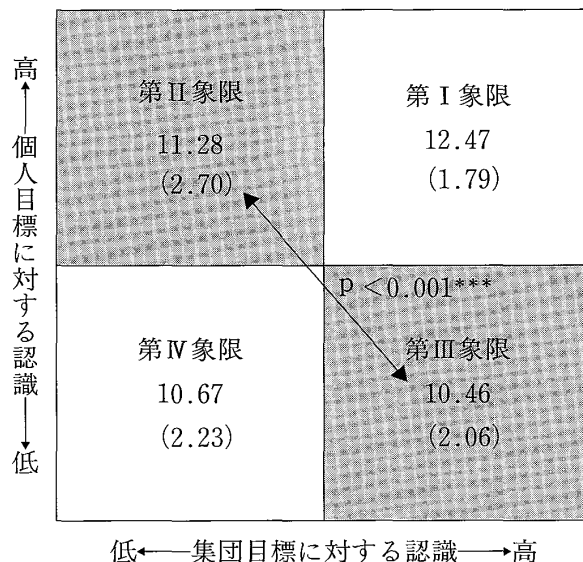 高←個人目標に対する認識→低
第Ⅱ象限
11.28
(2.70)
第Ⅰ象限
12.47
(1.79)
p<0.001***
第Ⅳ象限
10.67
(2.23)
第Ⅲ象限
10.46
(2.06)
低←集団目標に対する認識→高